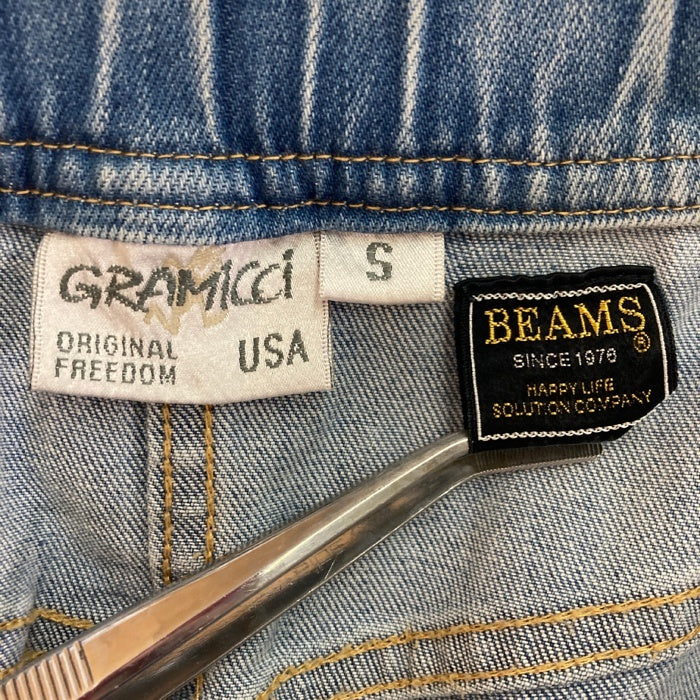 GRAMICCi
ORIGINAL
FREEDOM
USA
S
BEAMS
®
SINCE 1976
HAPPY LIFE
SOLUTION COMPANY